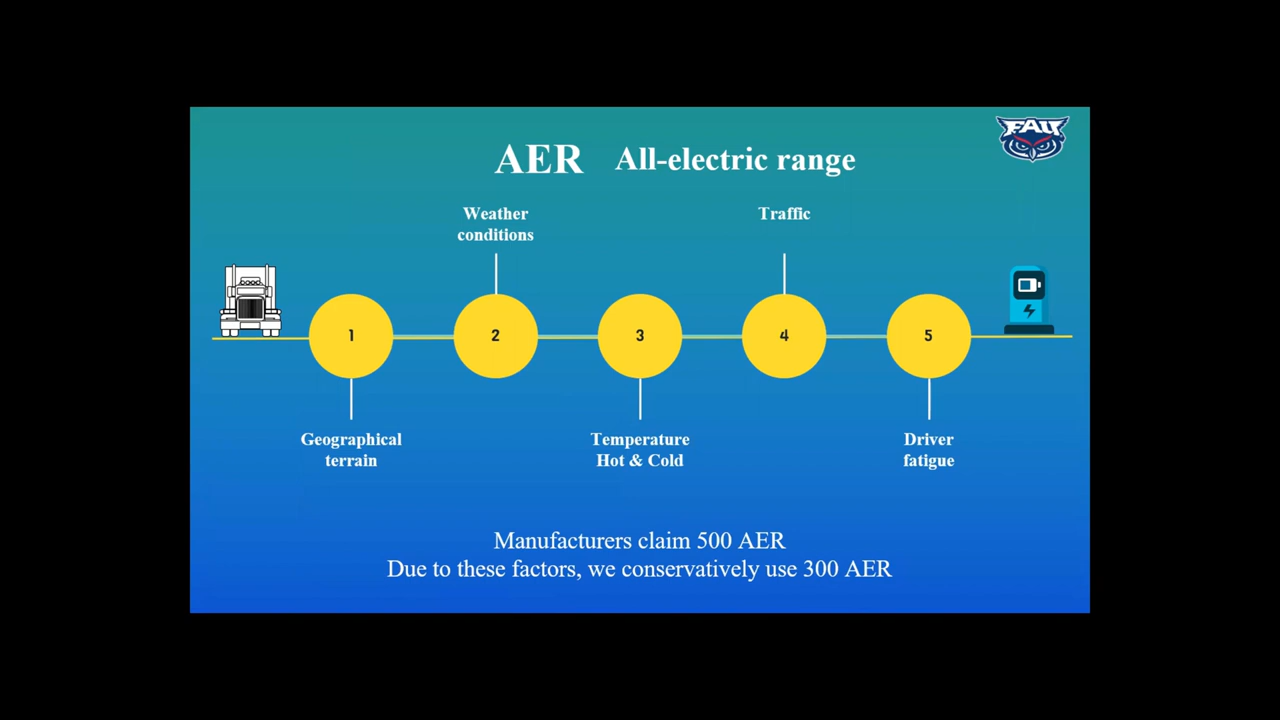 FAU
AER All-electric range
Weather
conditions
Traffic
1
2
3
4
5
Geographical
terrain
Temperature
Hot & Cold
Driver
fatigue
Manufacturers claim 500 AER
Due to these factors, we conservatively use 300 AER